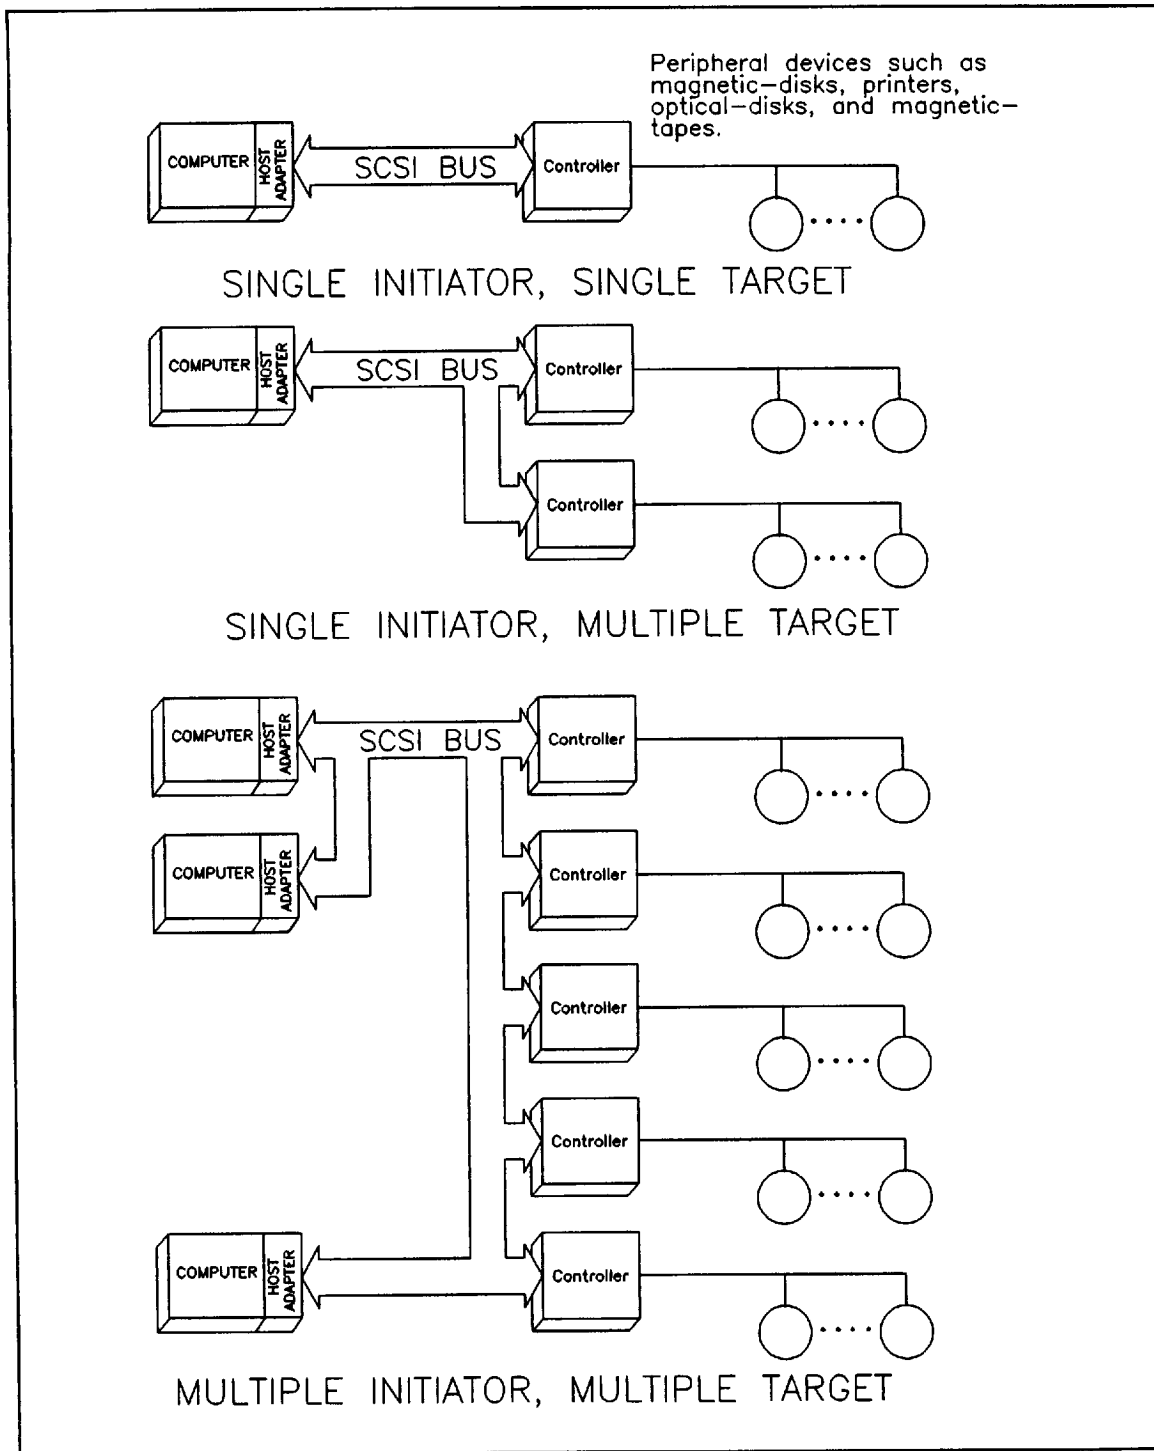 Peripheral devices such as
magnetic-disks, printers,
optical-disks, and magnetic-
tapes.
COMPUTER
HOST
ADAPTER
SCSI BUS
Controller
SINGLE INITIATOR, SINGLE TARGET
COMPUTER
HOST
ADAPTER
SCSI BUS
Controller
Controller
SINGLE INITIATOR, MULTIPLE TARGET
COMPUTER
HOST
ADAPTER
SCSI BUS
Controller
COMPUTER
HOST
ADAPTER
Controller
Controller
Controller
COMPUTER
HOST
ADAPTER
Controller
MULTIPLE INITIATOR, MULTIPLE TARGET